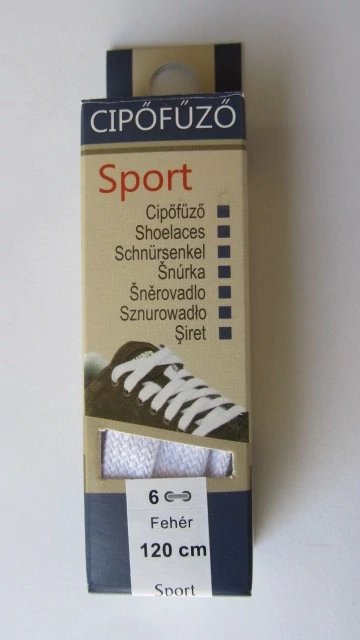 CIPŐFŰZŐ
Sport
Cipőfűző
Shoelaces
Schnürsenkel
Šnúrka
Šněrovadlo
Sznurowadło
Şiret
6
Fehér
120 cm
Sport